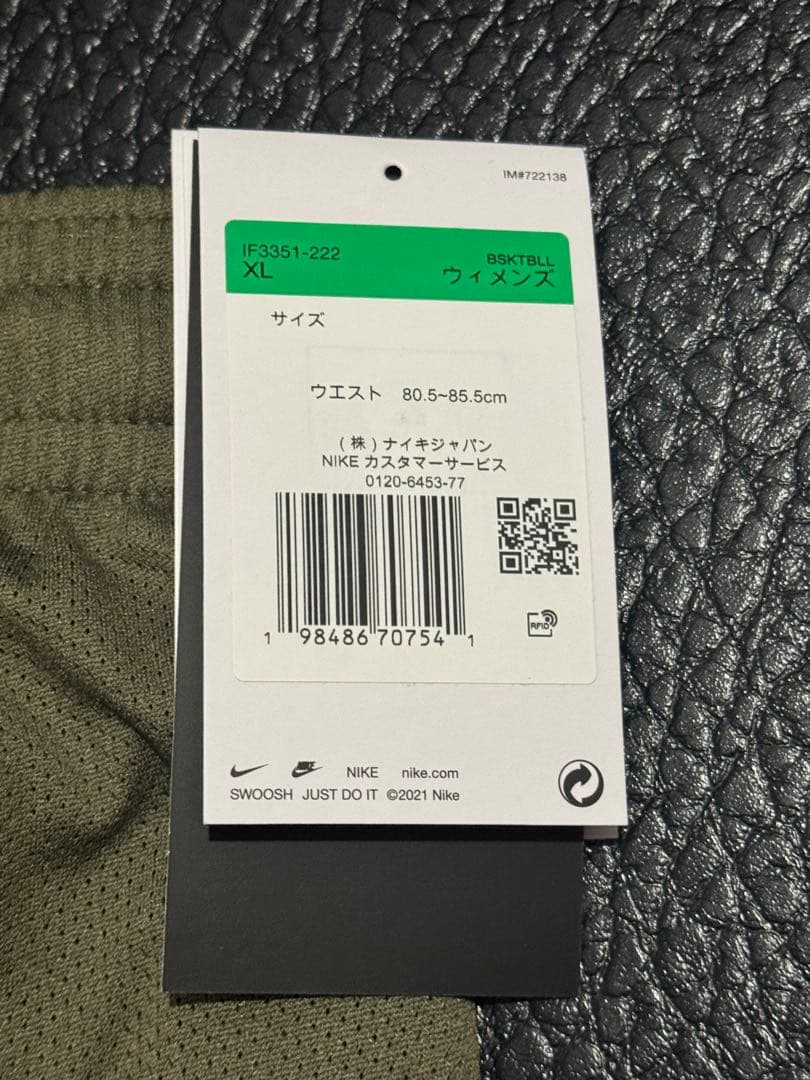 IM#722138
IF3351-222
XL
BSKTBLL
ウィメンズ
サイズ
ウエスト 80.5~85.5cm
(株)ナイキジャパン
NIKE カスタマーサービス
0120-6453-77
1 98486 70754 1
RFID
NIKE nike.com
SWOOSH JUST DO IT ©2021 Nike